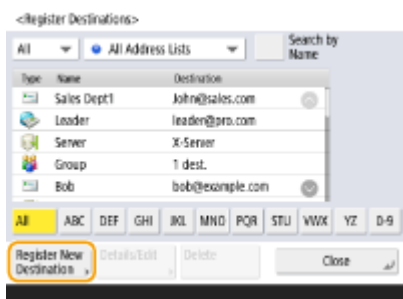 <Register Destinations>
All All Address Lists Search by
Name
Type Name Destination
Sales Dept1 John@sales.com
Leader leader@pro.com
Server X-Server
Group 1 dest.
Bob bob@example.com
All ABC DEF GHI JKL MNO PQR STU VWX YZ 0-9
Register New Details/Edit Delete Close
Destination